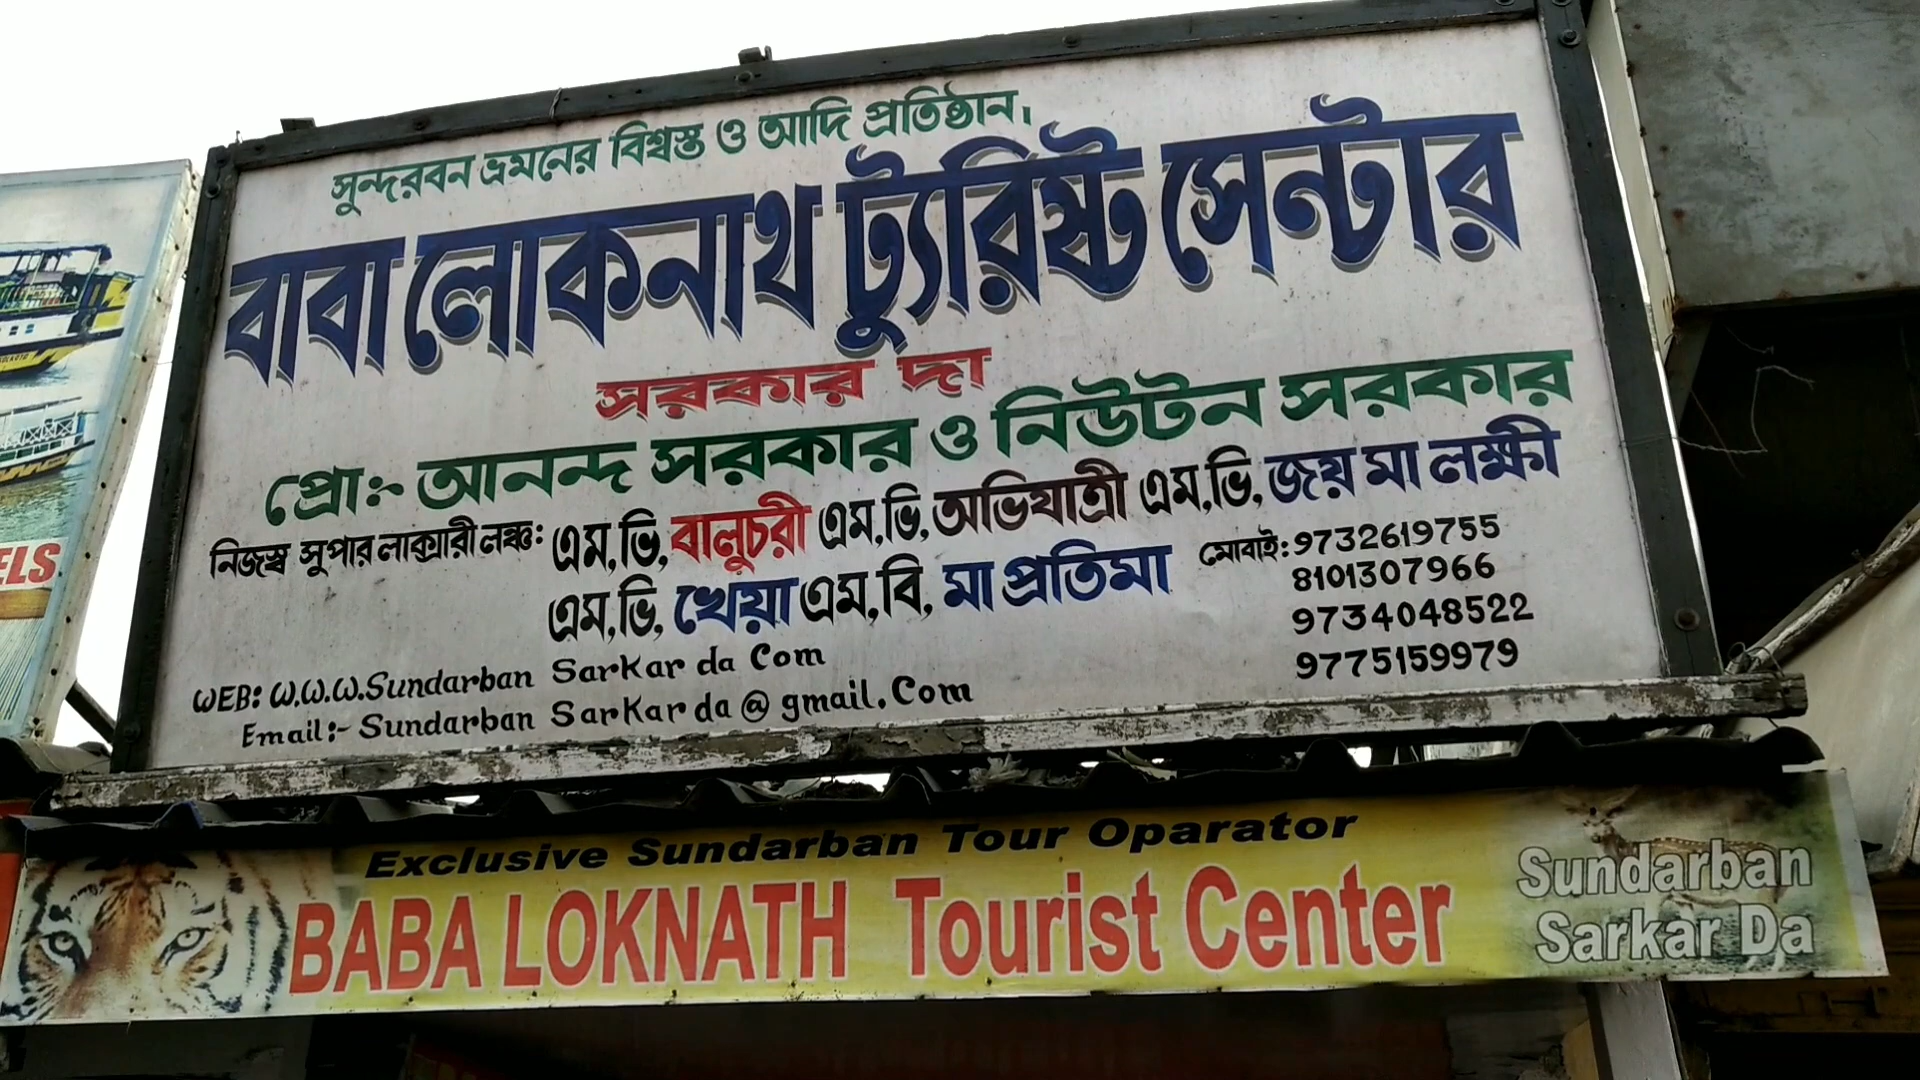 সুন্দরবন ভ্রমনের বিশ্বস্ত ও আদি প্রতিষ্ঠান।
বাবা লোকনাথ ট্যুরিষ্ট সেন্টার
সরকার দা
প্রো:- আনন্দ সরকার ও নিউটন সরকার
নিজস্ব সুপার লাক্সারী লঞ্চ: এম,ভি, বালুচরী এম,ভি, অভিযাত্রী এম,ভি, জয় মা লক্ষী
এম,ভি, খেয়া এম,বি, মা প্রতিমা
মোবাই:9732619755
8101307966
9734048522
9775159979
WEB: W.W.W.Sundarban Sarkar da Com
Email:- Sundarban Sarkar da @ gmail.Com
Exclusive Sundarban Tour Oparator
BABA LOKNATH Tourist Center
Sundarban
Sarkar Da
ELS